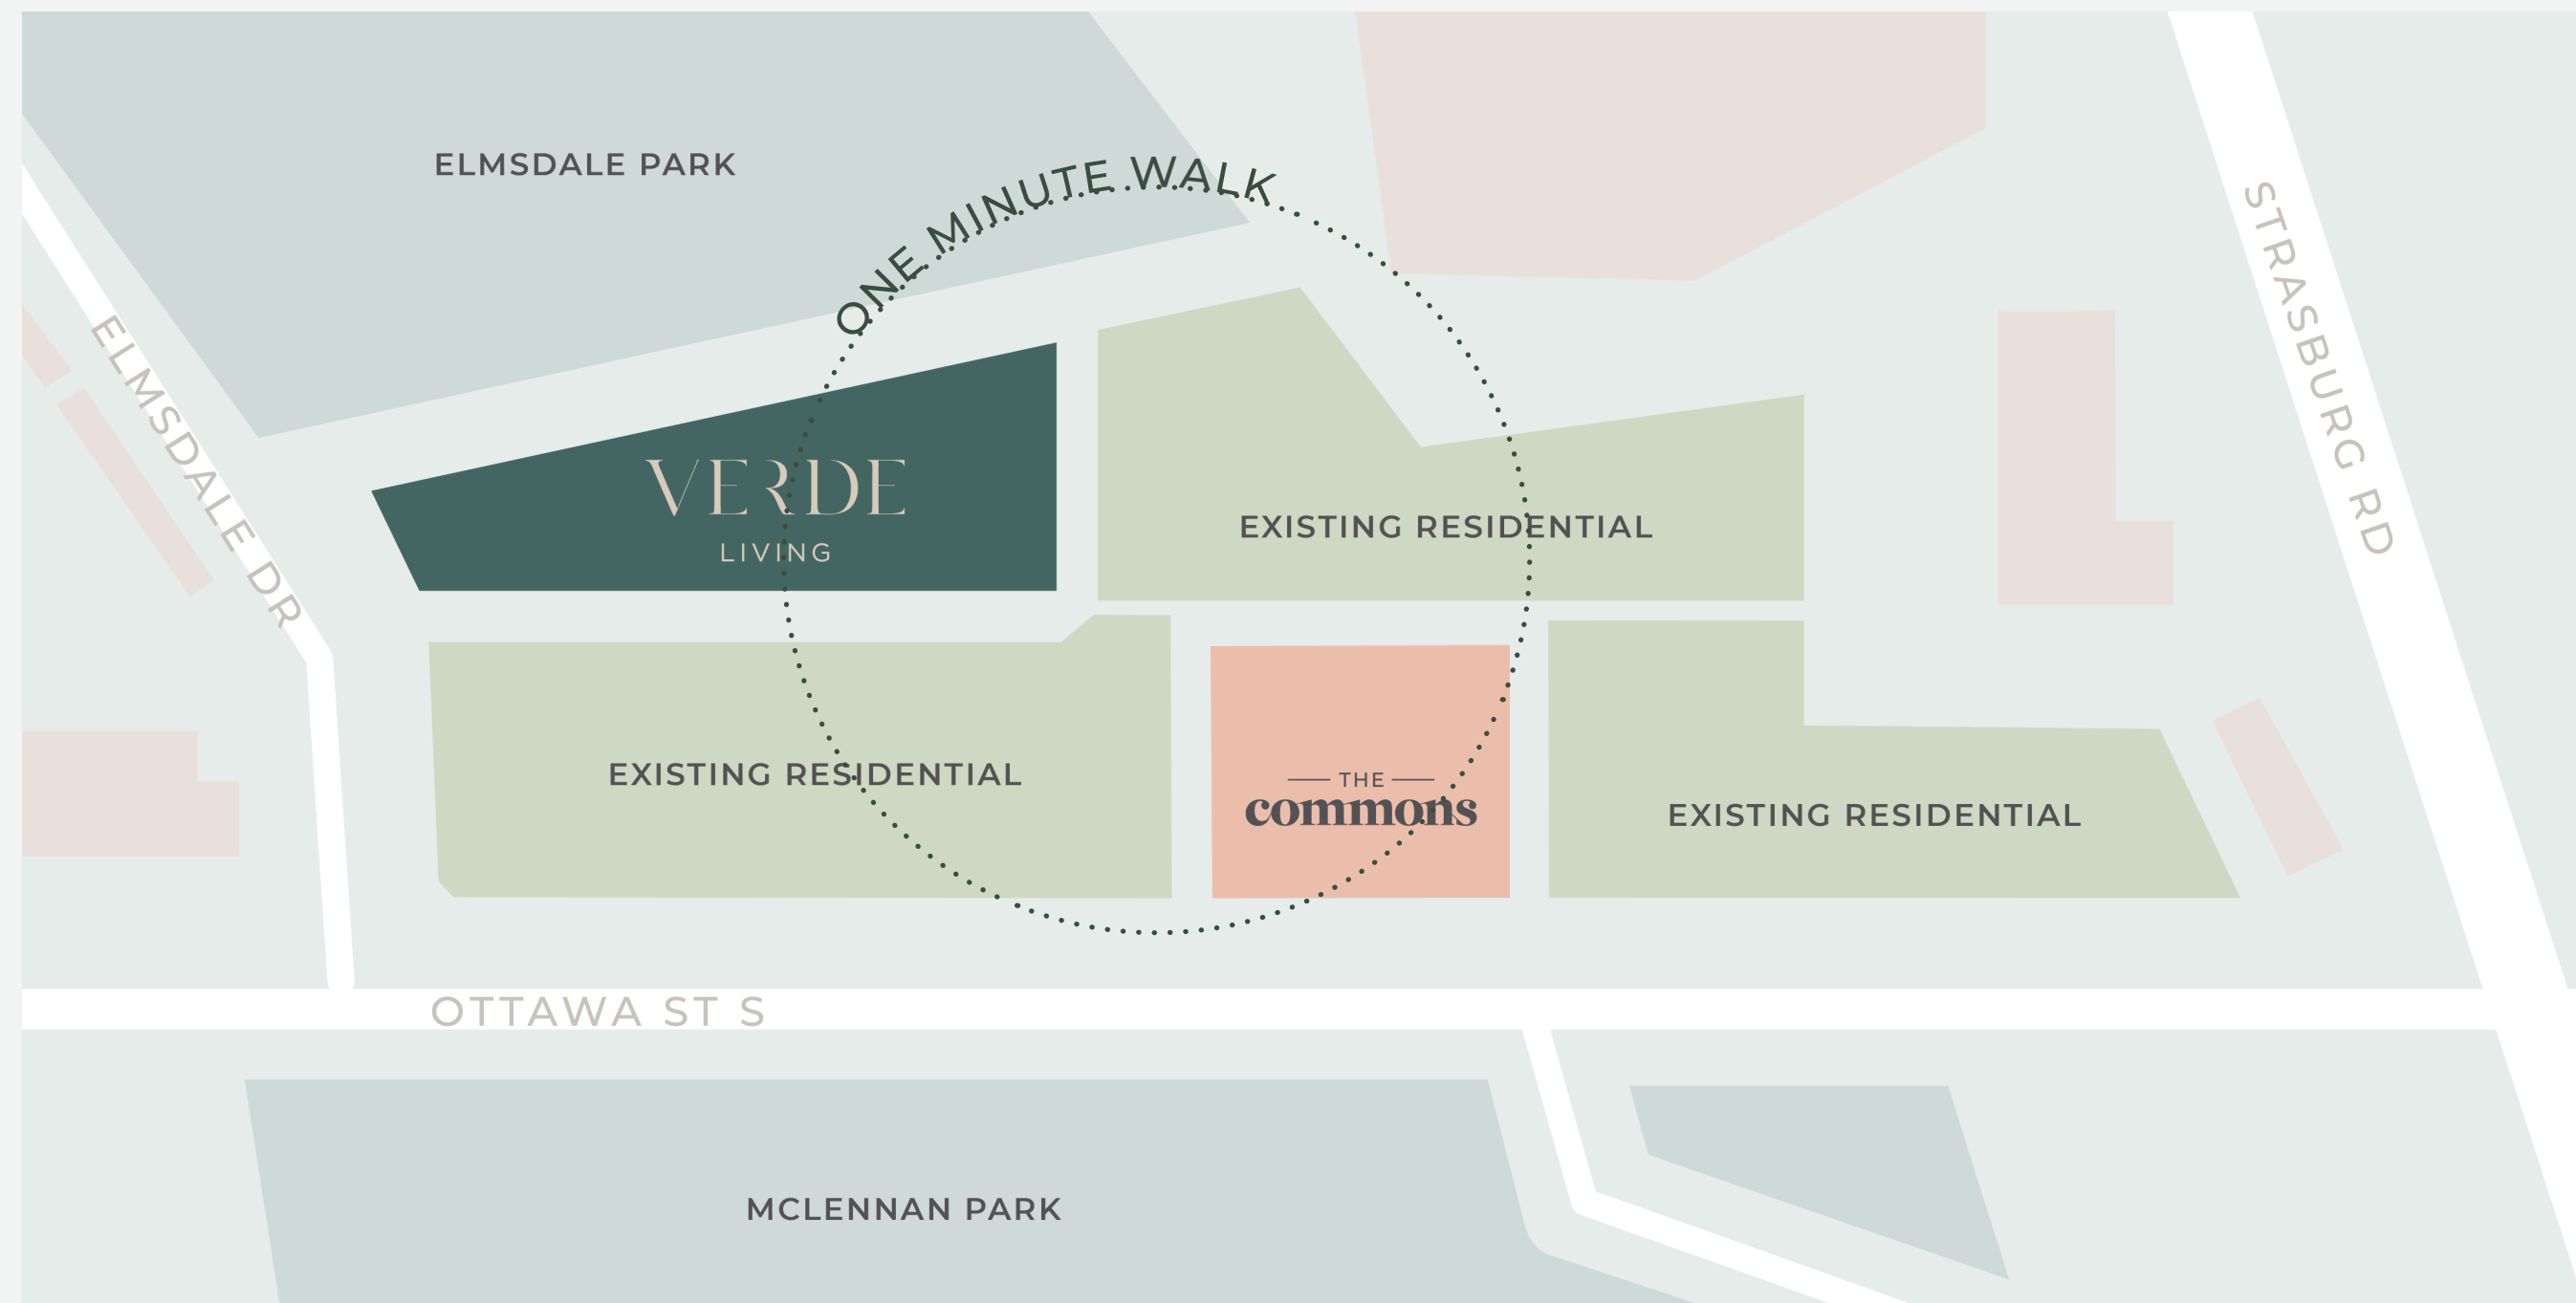 ELMSDALE PARK
ONE MINUTE WALK
STRASBURG RD
ELMSDALE DR
VERDE
LIVING
EXISTING RESIDENTIAL
EXISTING RESIDENTIAL
THE
commons
EXISTING RESIDENTIAL
OTTAWA ST S
MCLENNAN PARK